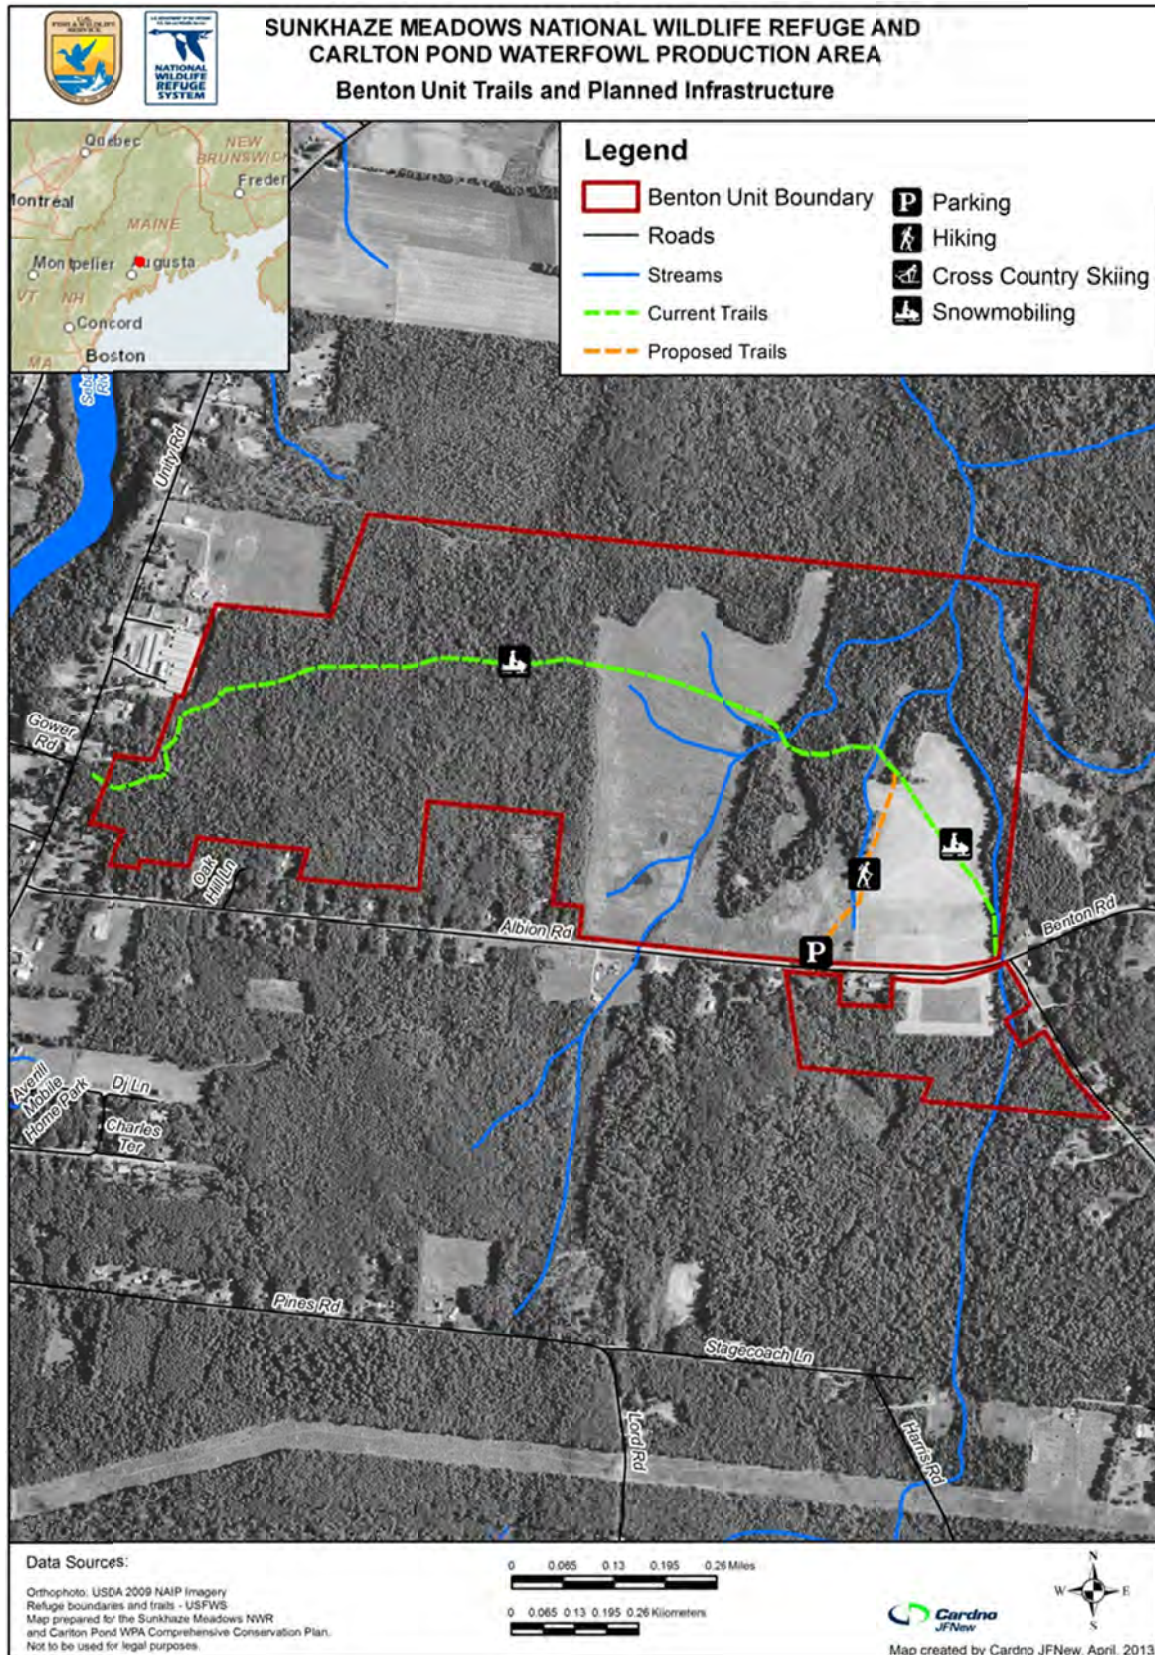 U.S.
FISH & WILDLIFE
SERVICE
NATIONAL
WILDLIFE
REFUGE
SYSTEM
SUNKHAZE MEADOWS NATIONAL WILDLIFE REFUGE AND
CARLTON POND WATERFOWL PRODUCTION AREA
Benton Unit Trails and Planned Infrastructure
Quebec
NEW
BRUNSWICK
Freder
Montreal
MAINE
Montpelier
Augusta
VT
NH
Concord
MA
Boston
Legend
Benton Unit Boundary
Roads
Streams
Current Trails
Proposed Trails
P Parking
Hiking
Cross Country Skiing
Snowmobiling
Unity Rd
Gower
Rd
Oak
Hill Ln
Albion Rd
P
Benton Rd
Averill
Mobile
Home Park
Dj Ln
Charles
Ter
Pines Rd
Stagecoach Ln
Lord Rd
Harris Rd
Data Sources:
Orthophoto: USDA 2009 NAIP Imagery
Refuge boundaries and trails - USFWS
Map prepared for the Sunkhaze Meadows NWR
and Carlton Pond WPA Comprehensive Conservation Plan.
Not to be used for legal purposes.
0 0.065 0.13 0.195 0.26 Miles
0 0.065 0.13 0.195 0.26 Kilometers
N
W E
S
Cardno
JFNew
Map created by Cardno JFNew, April, 2013